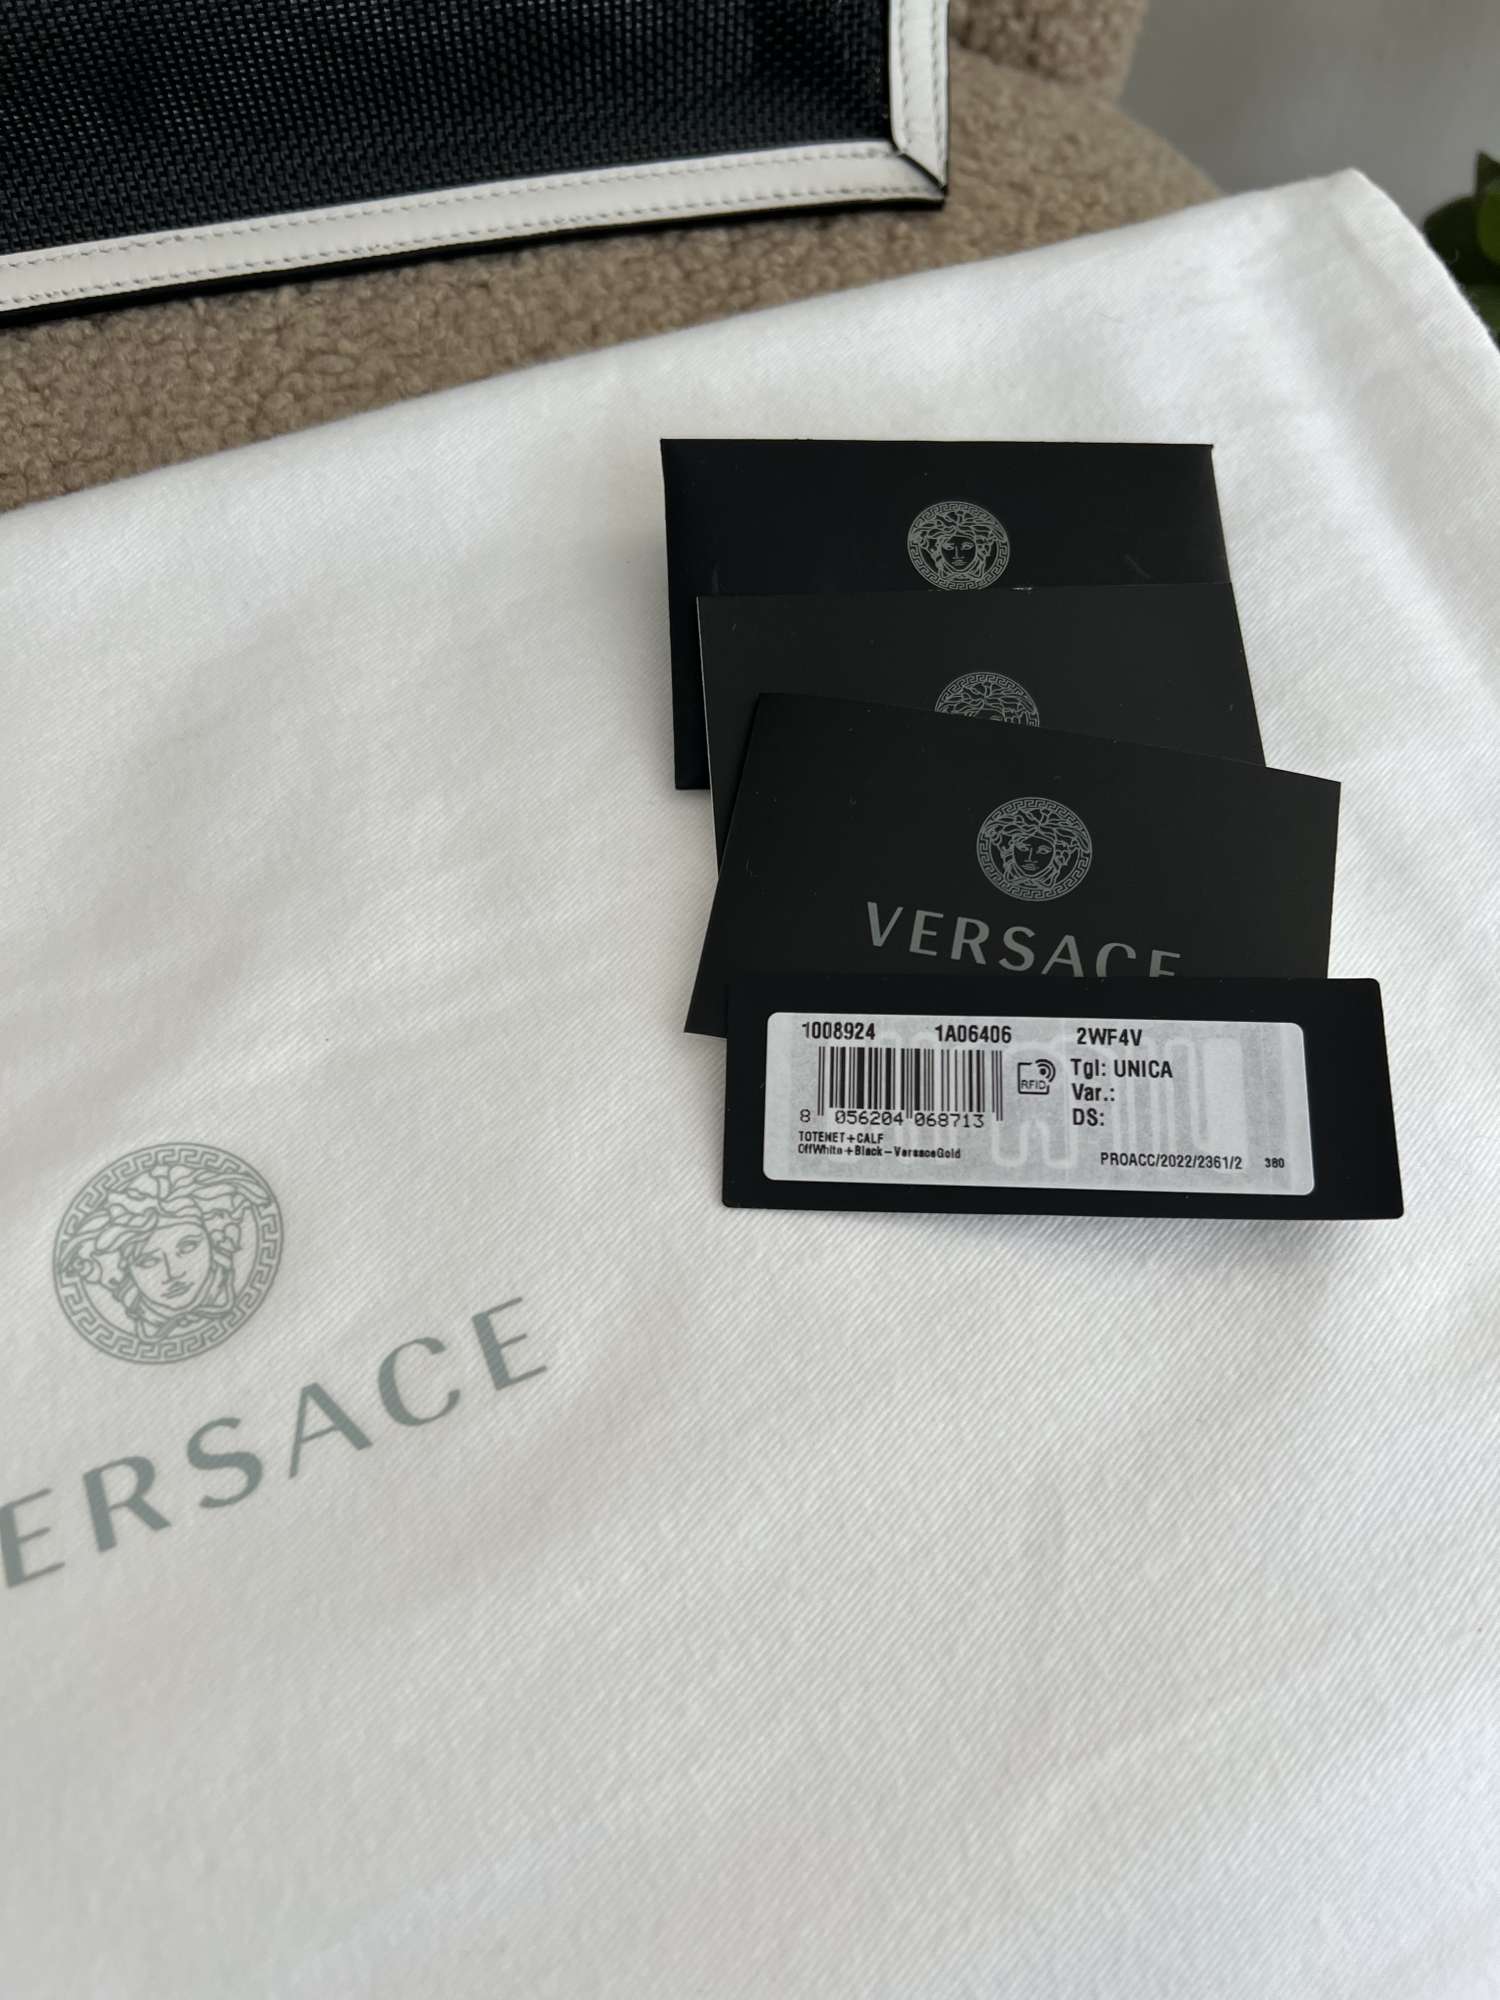 VERSACE
1008924 1A06406 2WF4V
RFID
Tgl: UNICA
Var.:
DS:
8 056204 068713
TOTENET+CALF
OffWhite+Black-VersaceGold
PROACC/2022/2361/2 380
ERSACE